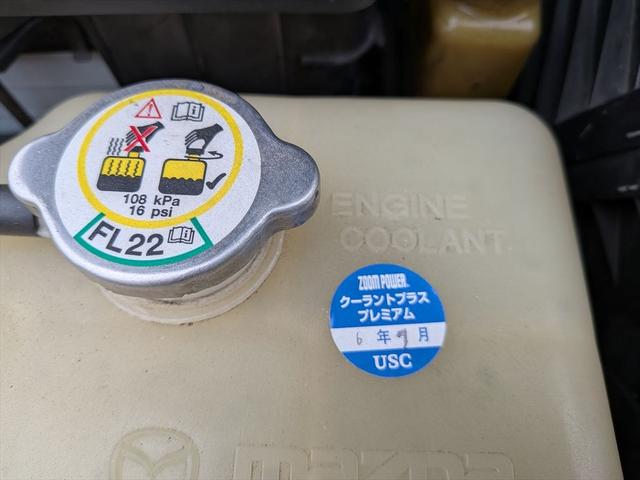 108 kPa
16 psi
FL22
ENGINE
COOLANT
ZOOM POWER
クーラントプラス
プレミアム
6年7月
USC
mazda